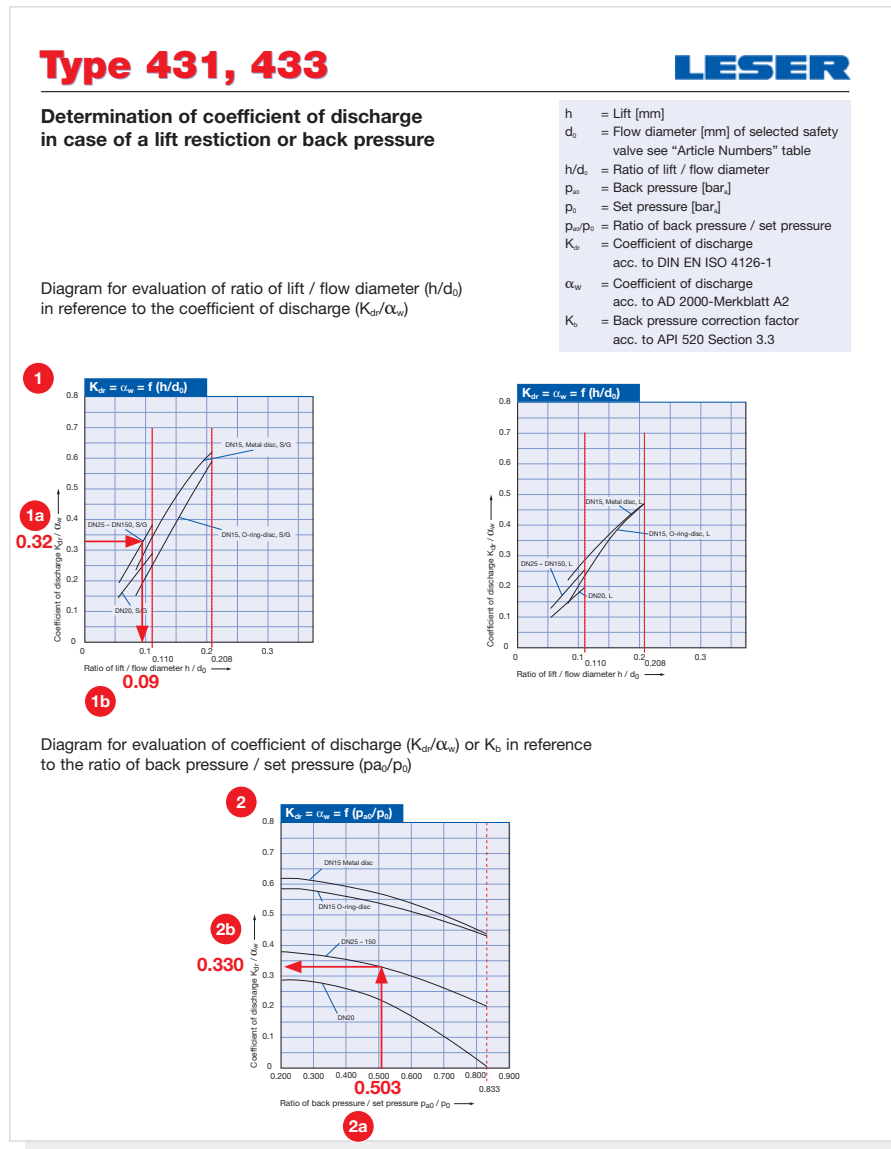 Type 431, 433
LESER
Determination of coefficient of discharge
in case of a lift restiction or back pressure
h = Lift [mm]
d₀ = Flow diameter [mm] of selected safety
valve see “Article Numbers” table
h/d₀ = Ratio of lift / flow diameter
pₐ₀ = Back pressure [barₐ]
p₀ = Set pressure [barₐ]
pₐ₀/p₀ = Ratio of back pressure / set pressure
Kdr = Coefficient of discharge
acc. to DIN EN ISO 4126-1
αw = Coefficient of discharge
acc. to AD 2000-Merkblatt A2
Kb = Back pressure correction factor
acc. to API 520 Section 3.3
Diagram for evaluation of ratio of lift / flow diameter (h/d₀)
in reference to the coefficient of discharge (Kdr/αw)
1
Kdr = αw = f (h/d₀)
0.8
0.7
0.6
0.5
0.4
0.3
0.2
0.1
0
Coefficient of discharge Kdr / αw
1a
0.32
DN15, Metal disc, S/G
DN25 – DN150, S/G
DN15, O-ring-disc, S/G
DN20, S/G
0 0.1 0.2 0.3
0.110 0.208
Ratio of lift / flow diameter h / d₀
0.09
1b
Kdr = αw = f (h/d₀)
0.8
0.7
0.6
0.5
0.4
0.3
0.2
0.1
0
Coefficient of discharge Kdr / αw
DN15, Metal disc, L
DN15, O-ring-disc, L
DN25 – DN150, L
DN20, L
0 0.1 0.2 0.3
0.110 0.208
Ratio of lift / flow diameter h / d₀
Diagram for evaluation of coefficient of discharge (Kdr/αw) or Kb in reference
to the ratio of back pressure / set pressure (pa₀/p₀)
2
Kdr = αw = f (pa0/p₀)
0.8
0.7
0.6
0.5
0.4
0.3
0.2
0.1
0
Coefficient of discharge Kdr / αw
2b
0.330
DN15 Metal disc
DN15 O-ring-disc
DN25 – 150
DN20
0.200 0.300 0.400 0.500 0.600 0.700 0.800 0.900
0.503
0.833
Ratio of back pressure / set pressure pa0 / p₀
2a